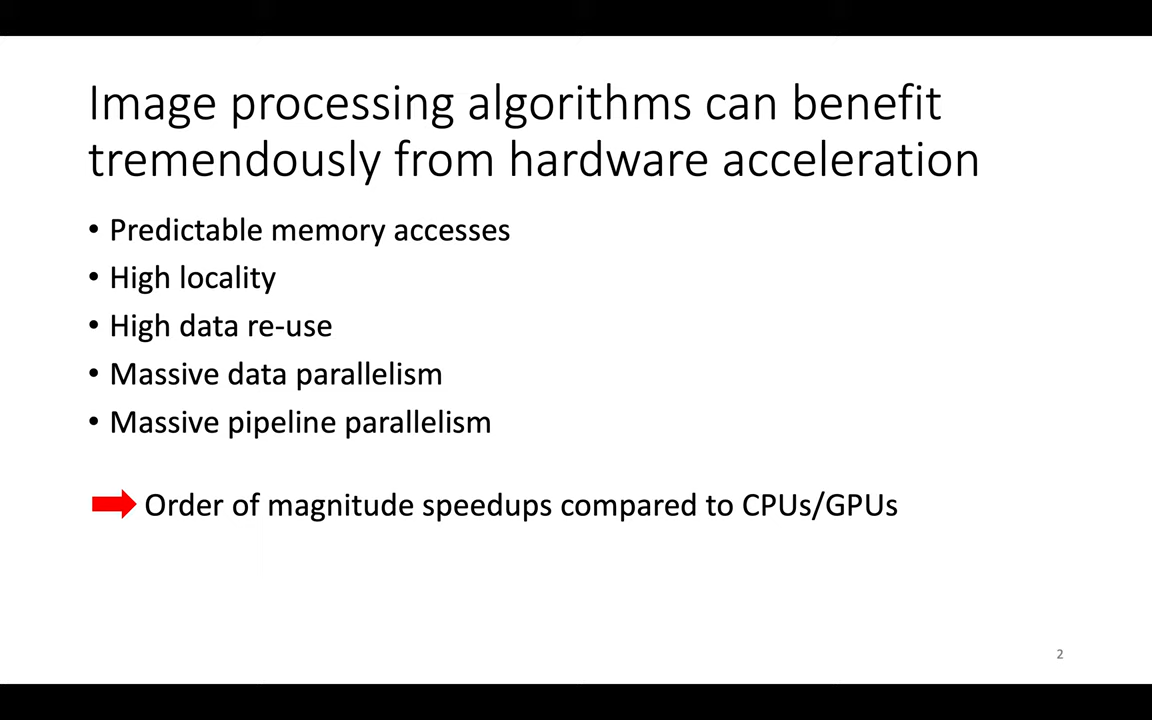 Image processing algorithms can benefit
tremendously from hardware acceleration
• Predictable memory accesses
• High locality
• High data re-use
• Massive data parallelism
• Massive pipeline parallelism
Order of magnitude speedups compared to CPUs/GPUs
2